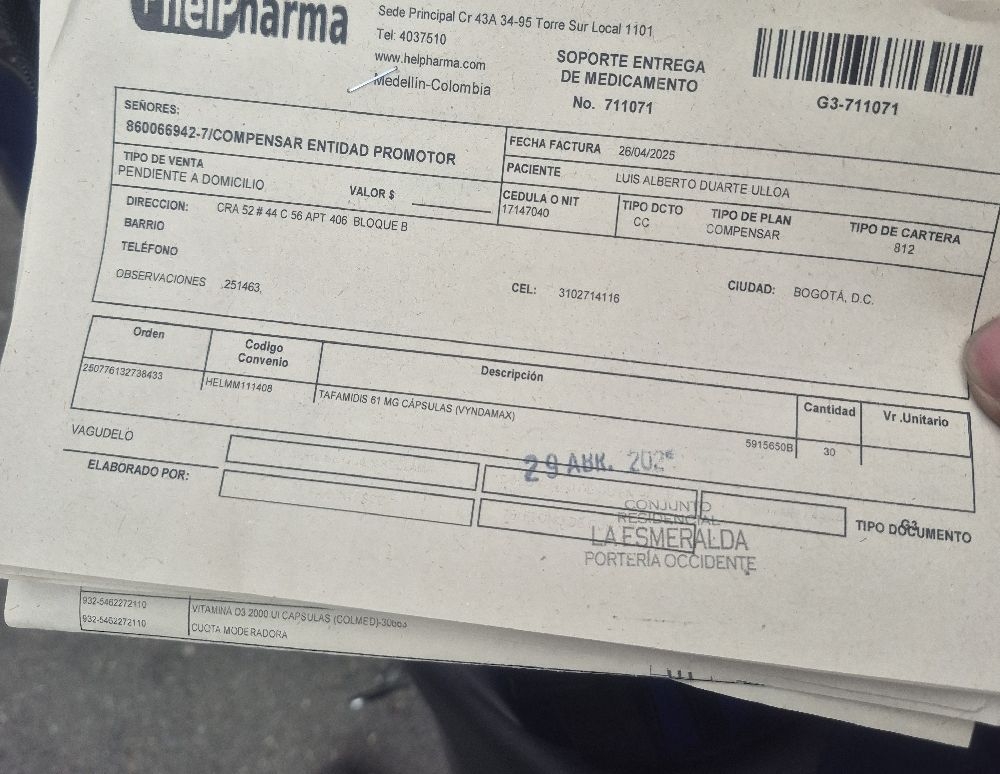 helPharma
Sede Principal Cr 43A 34-95 Torre Sur Local 1101
Tel: 4037510
www.helpharma.com
Medellin-Colombia
SOPORTE ENTREGA
DE MEDICAMENTO
No. 711071
G3-711071
SEÑORES:
860066942-7/COMPENSAR ENTIDAD PROMOTOR
FECHA FACTURA 26/04/2025
TIPO DE VENTA
PENDIENTE A DOMICILIO
VALOR $
PACIENTE LUIS ALBERTO DUARTE ULLOA
CEDULA O NIT
17147040
TIPO DCTO
CC
TIPO DE PLAN
COMPENSAR
TIPO DE CARTERA
812
DIRECCION: CRA 52 # 44 C 56 APT 406 BLOQUE B
BARRIO
TELÉFONO
OBSERVACIONES .251463,
CEL: 3102714116
CIUDAD: BOGOTÁ, D.C.
Orden Codigo Convenio Descripción Cantidad Vr .Unitario
250776132738433 HELMM111408 TAFAMIDIS 61 MG CÁPSULAS (VYNDAMAX) 5915650B 30
VAGUDELO
ELABORADO POR:
29 ABR. 202
CONJUNTO
RESIDENCIAL
LA ESMERALDA
PORTERÍA OCCIDENTE
G3
TIPO DOCUMENTO
932-5462272110 VITAMINA D3 2000 UI CAPSULAS (COLMED)
932-5462272110 CUOTA MODERADORA